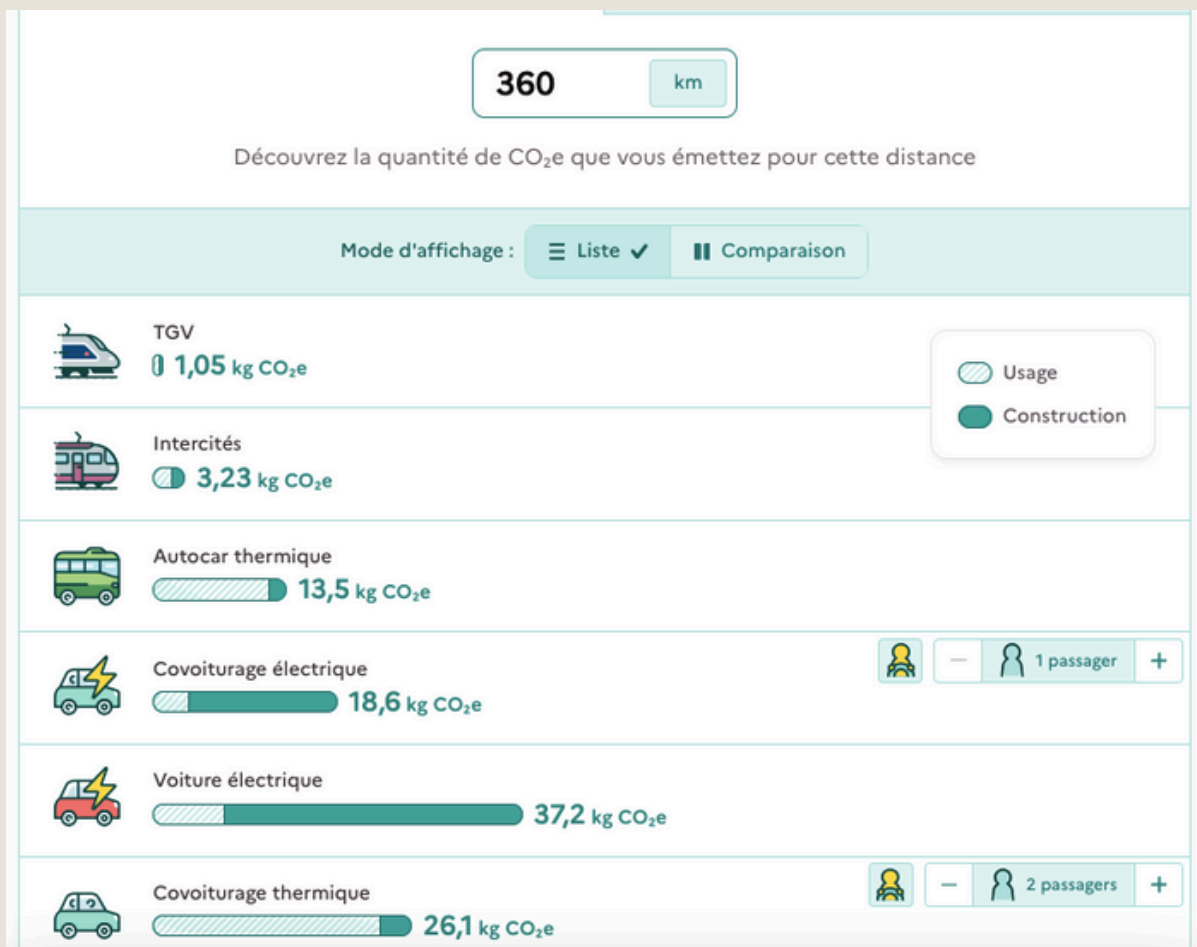 360 km
Découvrez la quantité de CO₂e que vous émettez pour cette distance
Mode d'affichage : Liste Comparaison
TGV
1,05 kg CO₂e
Usage
Construction
Intercités
3,23 kg CO₂e
Autocar thermique
13,5 kg CO₂e
Covoiturage électrique
18,6 kg CO₂e
1 passager +
Voiture électrique
37,2 kg CO₂e
Covoiturage thermique
26,1 kg CO₂e
− 2 passagers +